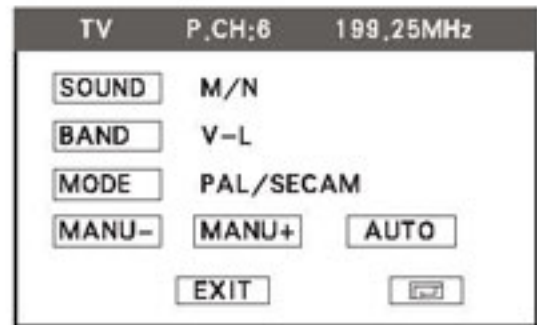 TV P.CH:6 199.25MHz
SOUND M/N
BAND V-L
MODE PAL/SECAM
MANU- MANU+ AUTO
EXIT